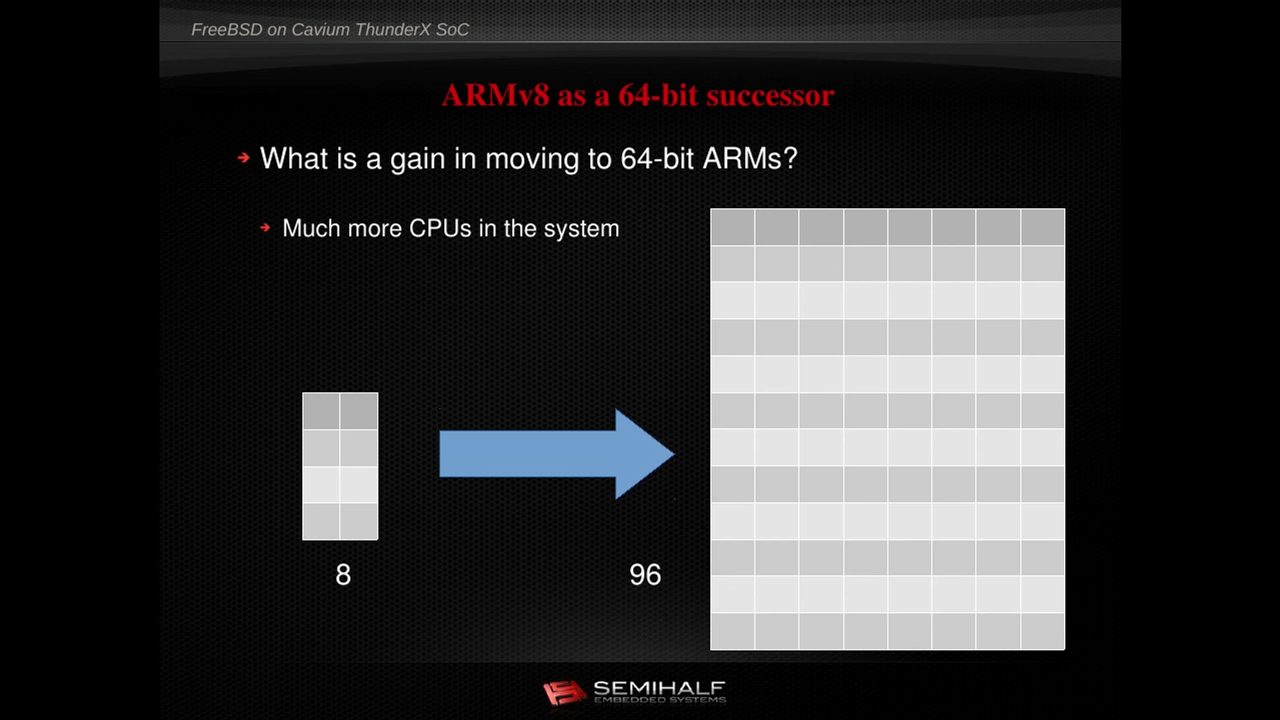 FreeBSD on Cavium ThunderX SoC
ARMv8 as a 64-bit successor
What is a gain in moving to 64-bit ARMs?
Much more CPUs in the system
8
96
SEMIHALF
EMBEDDED SYSTEMS